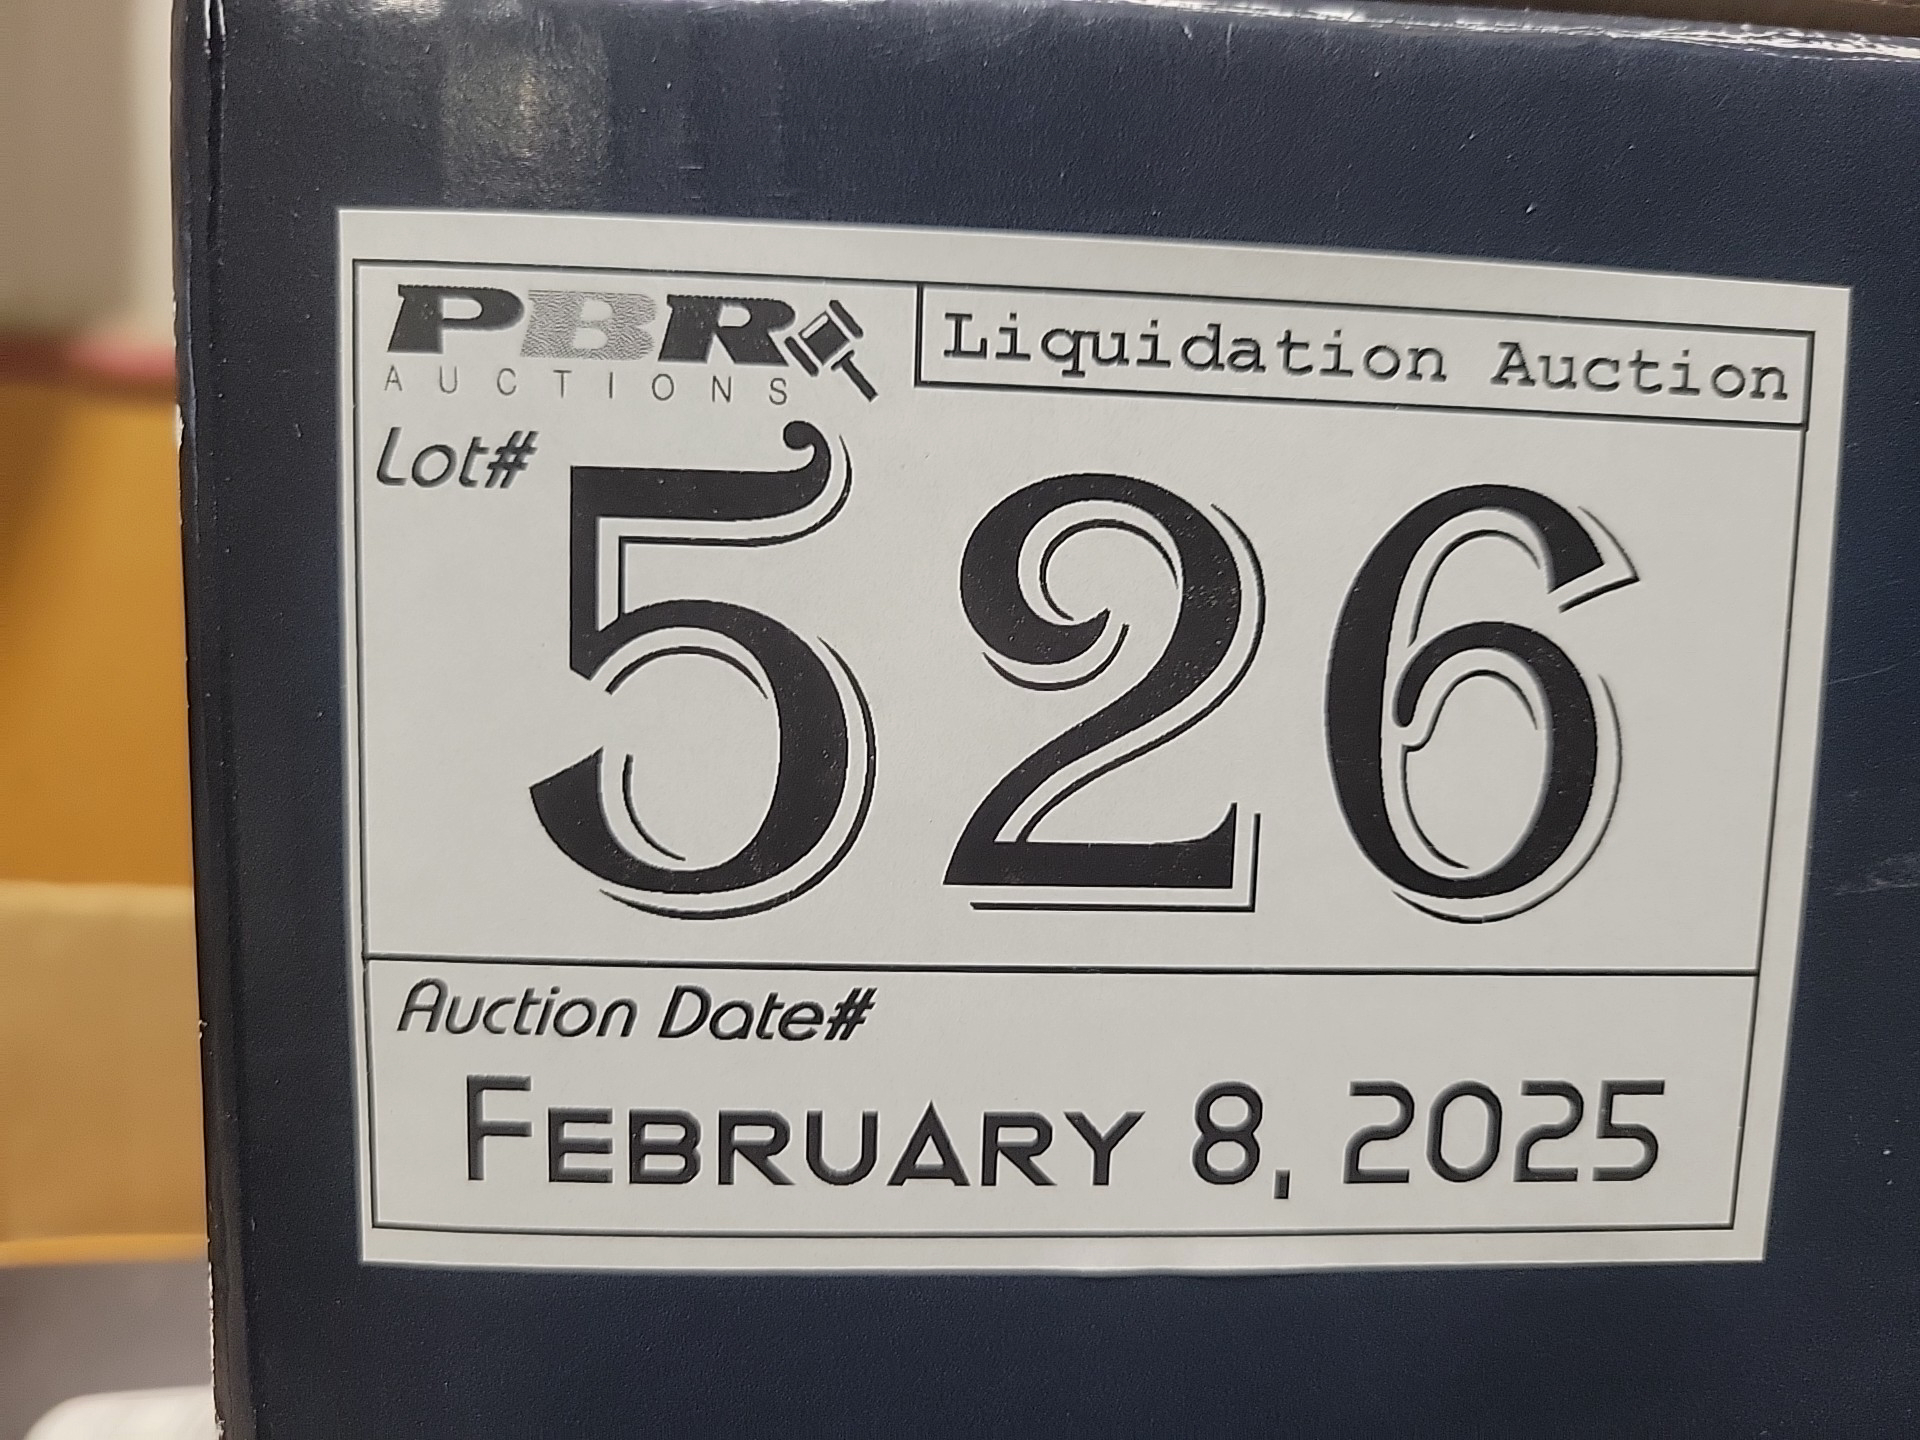 PBR
AUCTIONS
Liquidation Auction
Lot#
526
Auction Date#
FEBRUARY 8, 2025